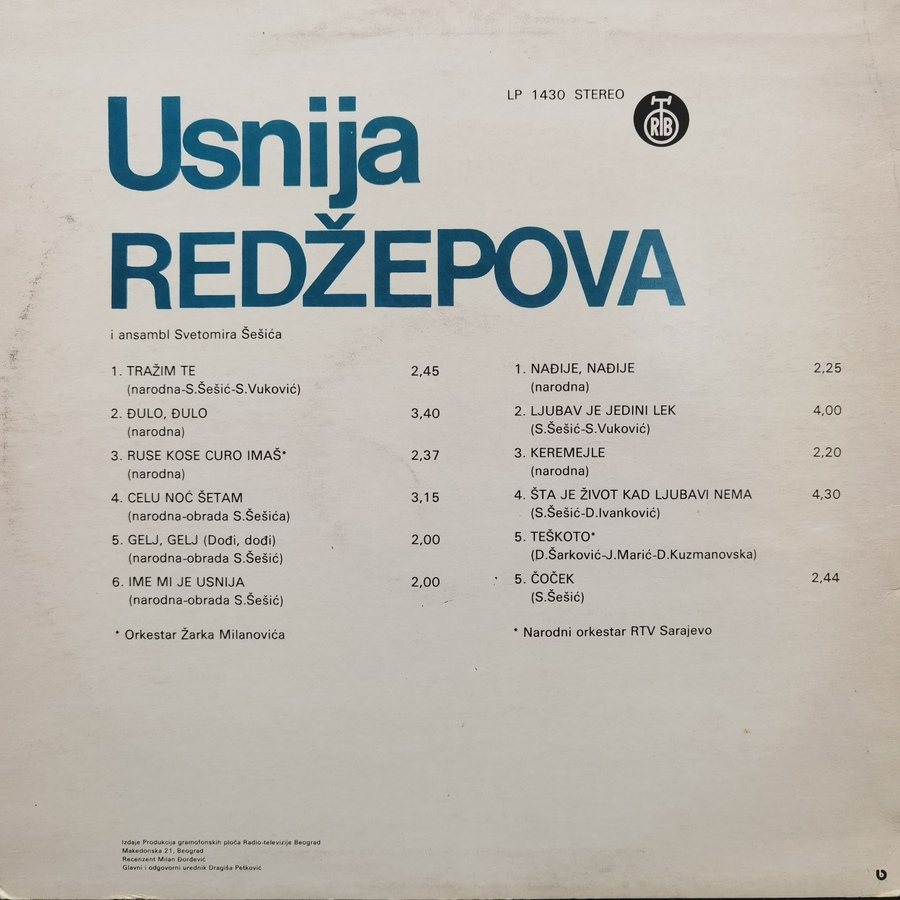 LP 1430 STEREO
RTB
Usnija
REDŽEPOVA
i ansambl Svetomira Šešića
1. TRAŽIM TE 2,45
(narodna-S.Šešić-S.Vuković)
2. ĐULO, ĐULO 3,40
(narodna)
3. RUSE KOSE CURO IMAŠ* 2,37
(narodna)
4. CELU NOĆ ŠETAM 3,15
(narodna-obrada S.Šešića)
5. GELJ, GELJ (Dođi, dođi) 2,00
(narodna-obrada S.Šešić)
6. IME MI JE USNIJA 2,00
(narodna-obrada S.Šešić)
* Orkestar Žarka Milanovića
1. NAĐIJE, NAĐIJE 2,25
(narodna)
2. LJUBAV JE JEDINI LEK 4,00
(S.Šešić-S.Vuković)
3. KEREMEJLE 2,20
(narodna)
4. ŠTA JE ŽIVOT KAD LJUBAVI NEMA 4,30
(S.Šešić-D.Ivanković)
5. TEŠKOTO*
(D.Šarković-J.Marić-D.Kuzmanovska)
5. ČOČEK 2,44
(S.Šešić)
* Narodni orkestar RTV Sarajevo
Izdaje Produkcija gramofonskih ploča Radio-televizije Beograd
Makedonska 21, Beograd
Recenzent Milan Đorđević
Glavni i odgovorni urednik Dragiša Petković